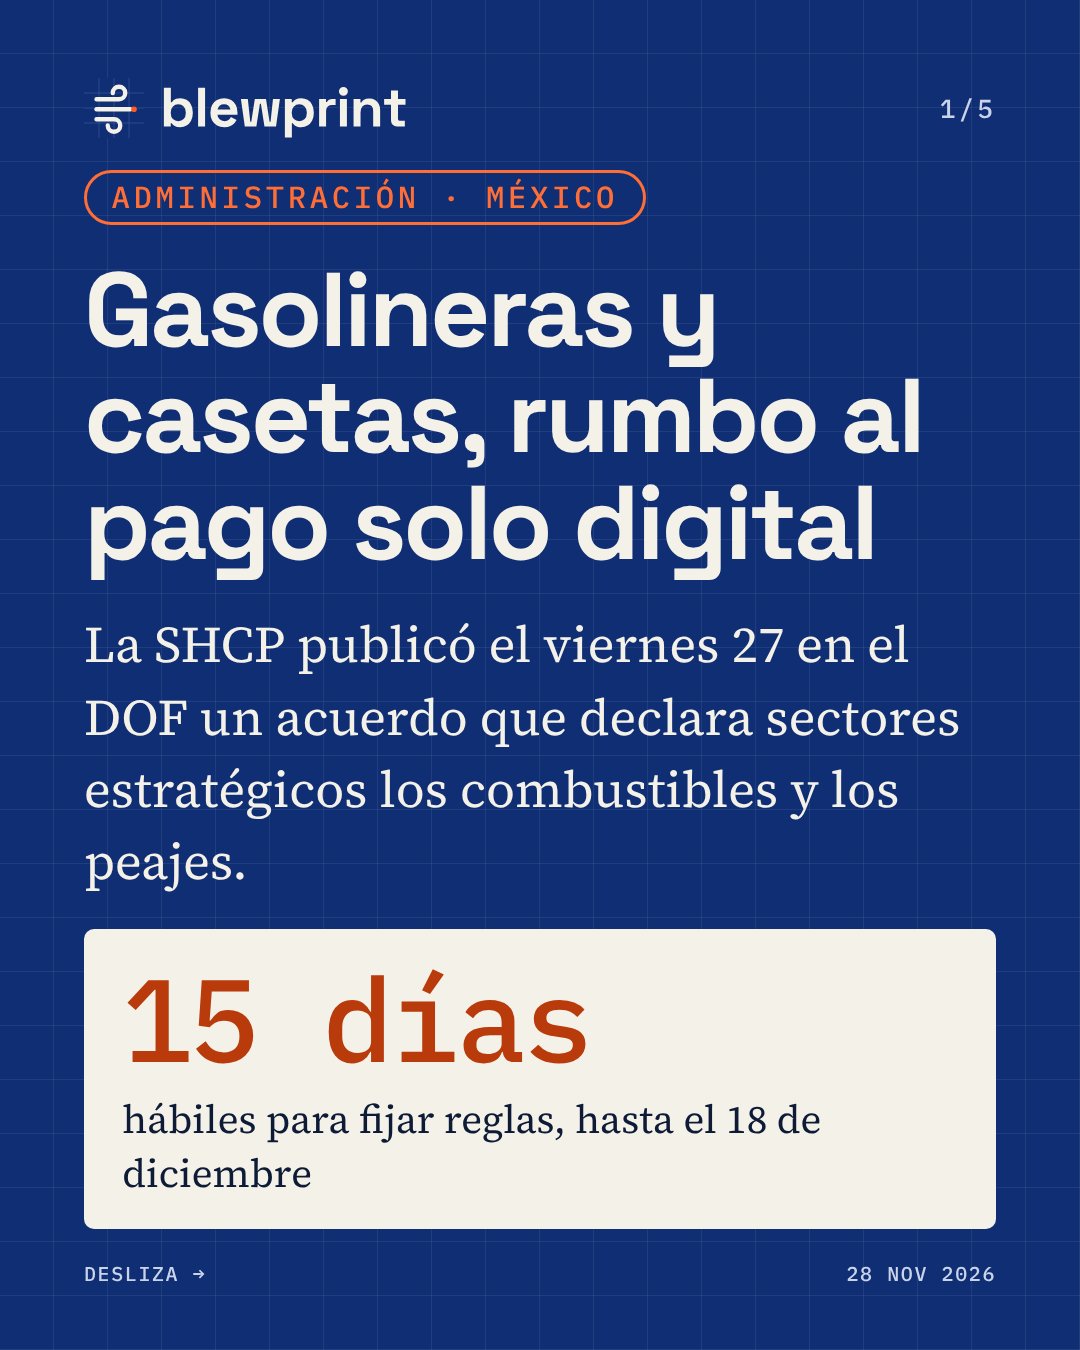 blewprint
1/5
ADMINISTRACIÓN · MÉXICO
Gasolineras y
casetas, rumbo al
pago solo digital
La SHCP publicó el viernes 27 en el
DOF un acuerdo que declara sectores
estratégicos los combustibles y los
peajes.
15 días
hábiles para fijar reglas, hasta el 18 de
diciembre
DESLIZA →
28 NOV 2026